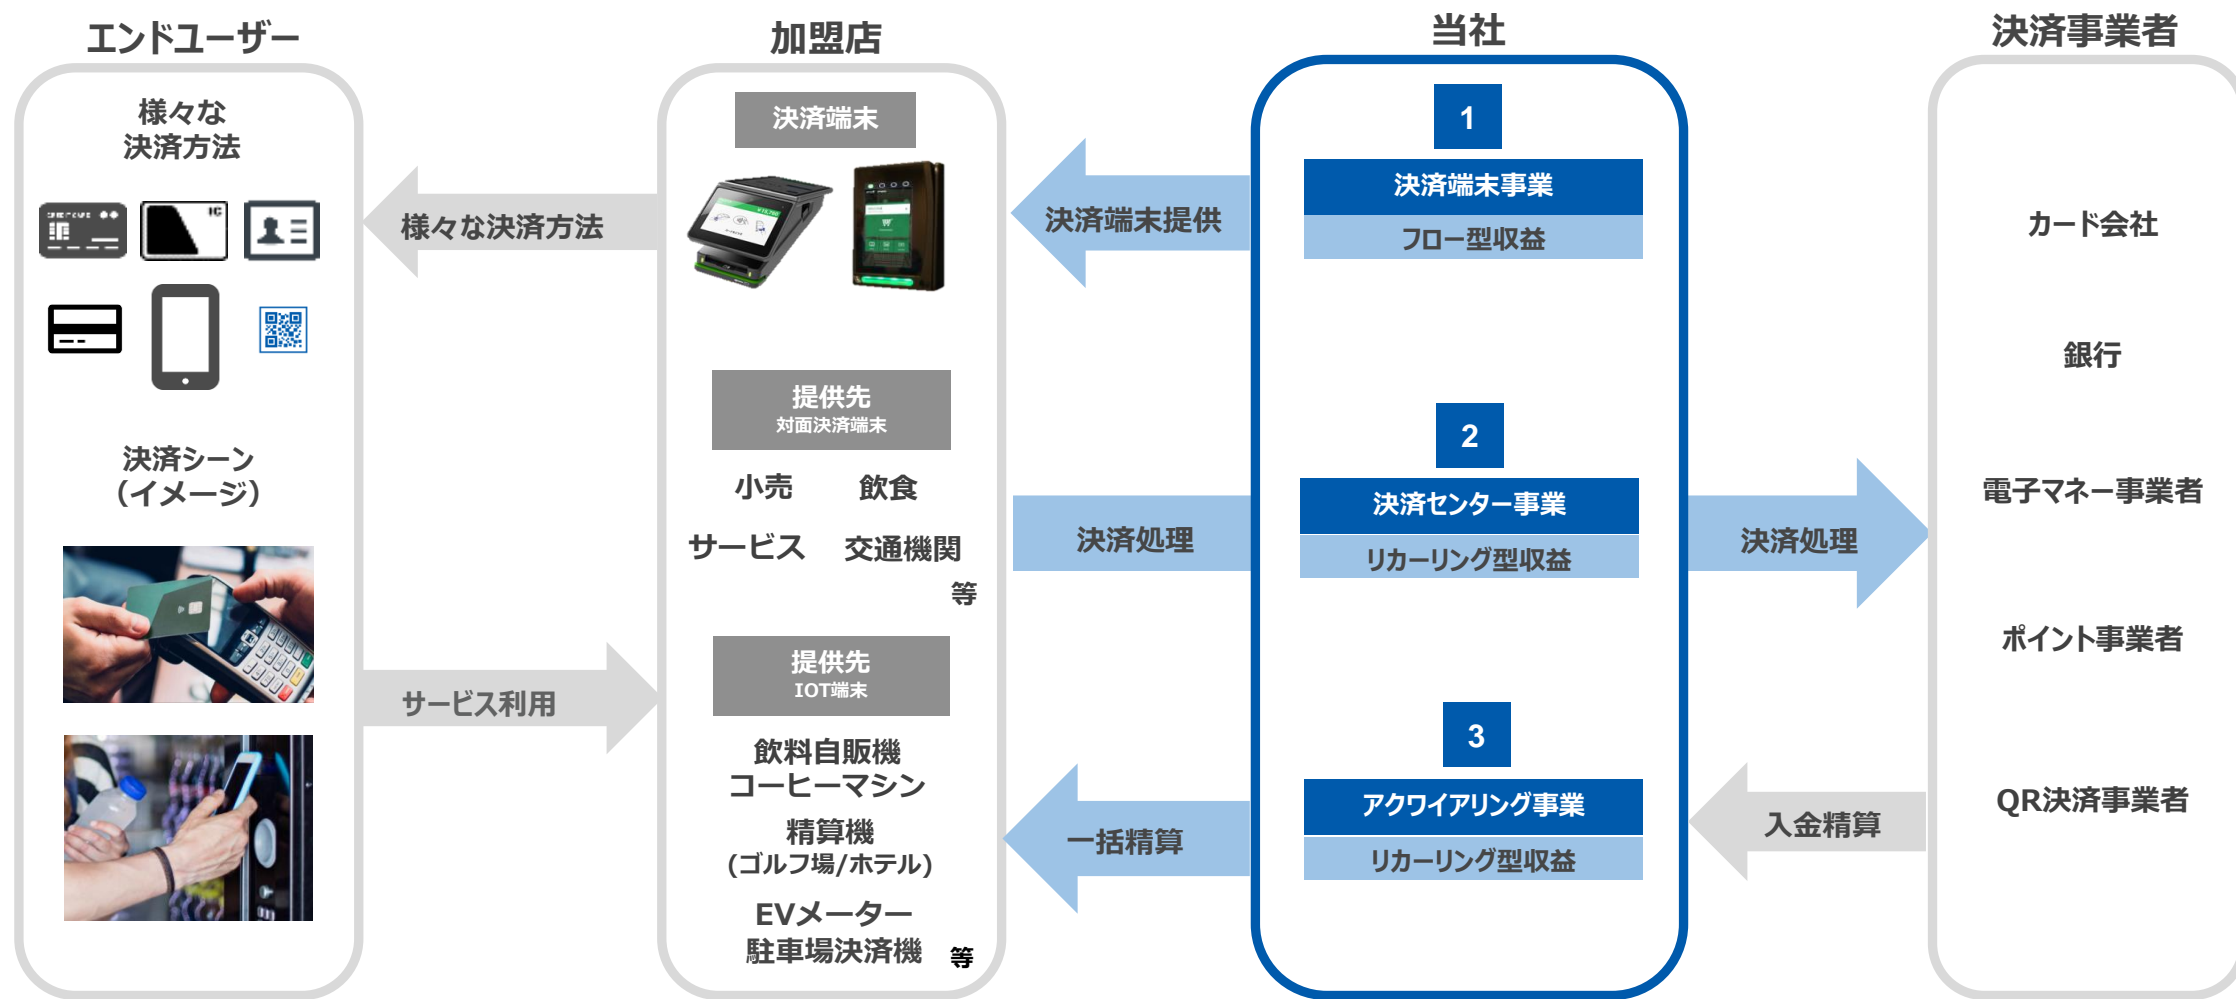 エンドユーザー
様々な
決済方法
IC
決済シーン
（イメージ）
様々な決済方法
サービス利用
加盟店
決済端末
提供先
対面決済端末
小売 飲食
サービス 交通機関
等
提供先
IOT端末
飲料自販機
コーヒーマシン
精算機
(ゴルフ場/ホテル)
EVメーター
駐車場決済機 等
決済端末提供
決済処理
一括精算
当社
1
決済端末事業
フロー型収益
2
決済センター事業
リカーリング型収益
3
アクワイアリング事業
リカーリング型収益
決済処理
入金精算
決済事業者
カード会社
銀行
電子マネー事業者
ポイント事業者
QR決済事業者